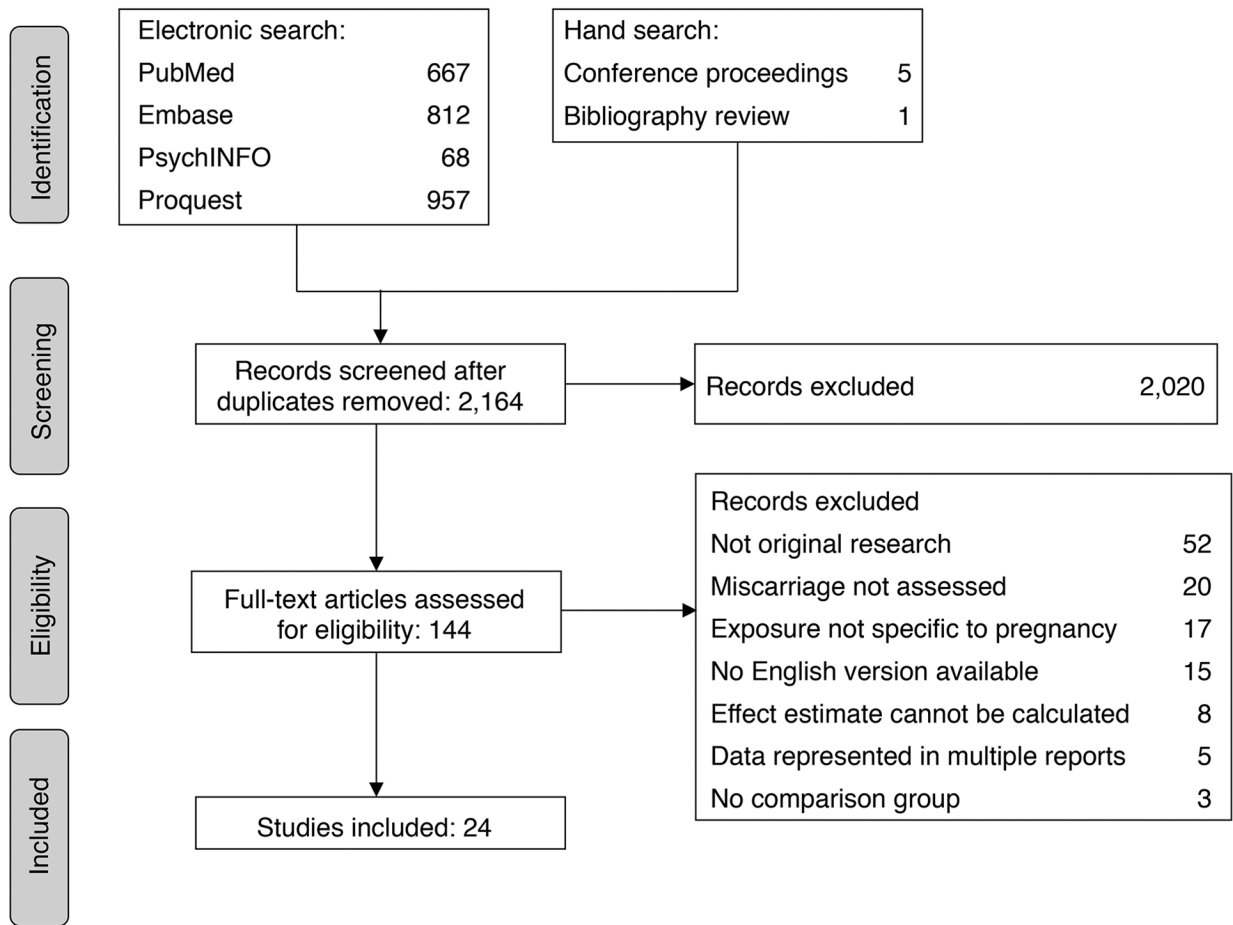 Identification
Electronic search:
PubMed 667
Embase 812
PsychINFO 68
Proquest 957
Hand search:
Conference proceedings 5
Bibliography review 1
Screening
Records screened after
duplicates removed: 2,164
Records excluded 2,020
Eligibility
Full-text articles assessed
for eligibility: 144
Records excluded
Not original research 52
Miscarriage not assessed 20
Exposure not specific to pregnancy 17
No English version available 15
Effect estimate cannot be calculated 8
Data represented in multiple reports 5
No comparison group 3
Included
Studies included: 24